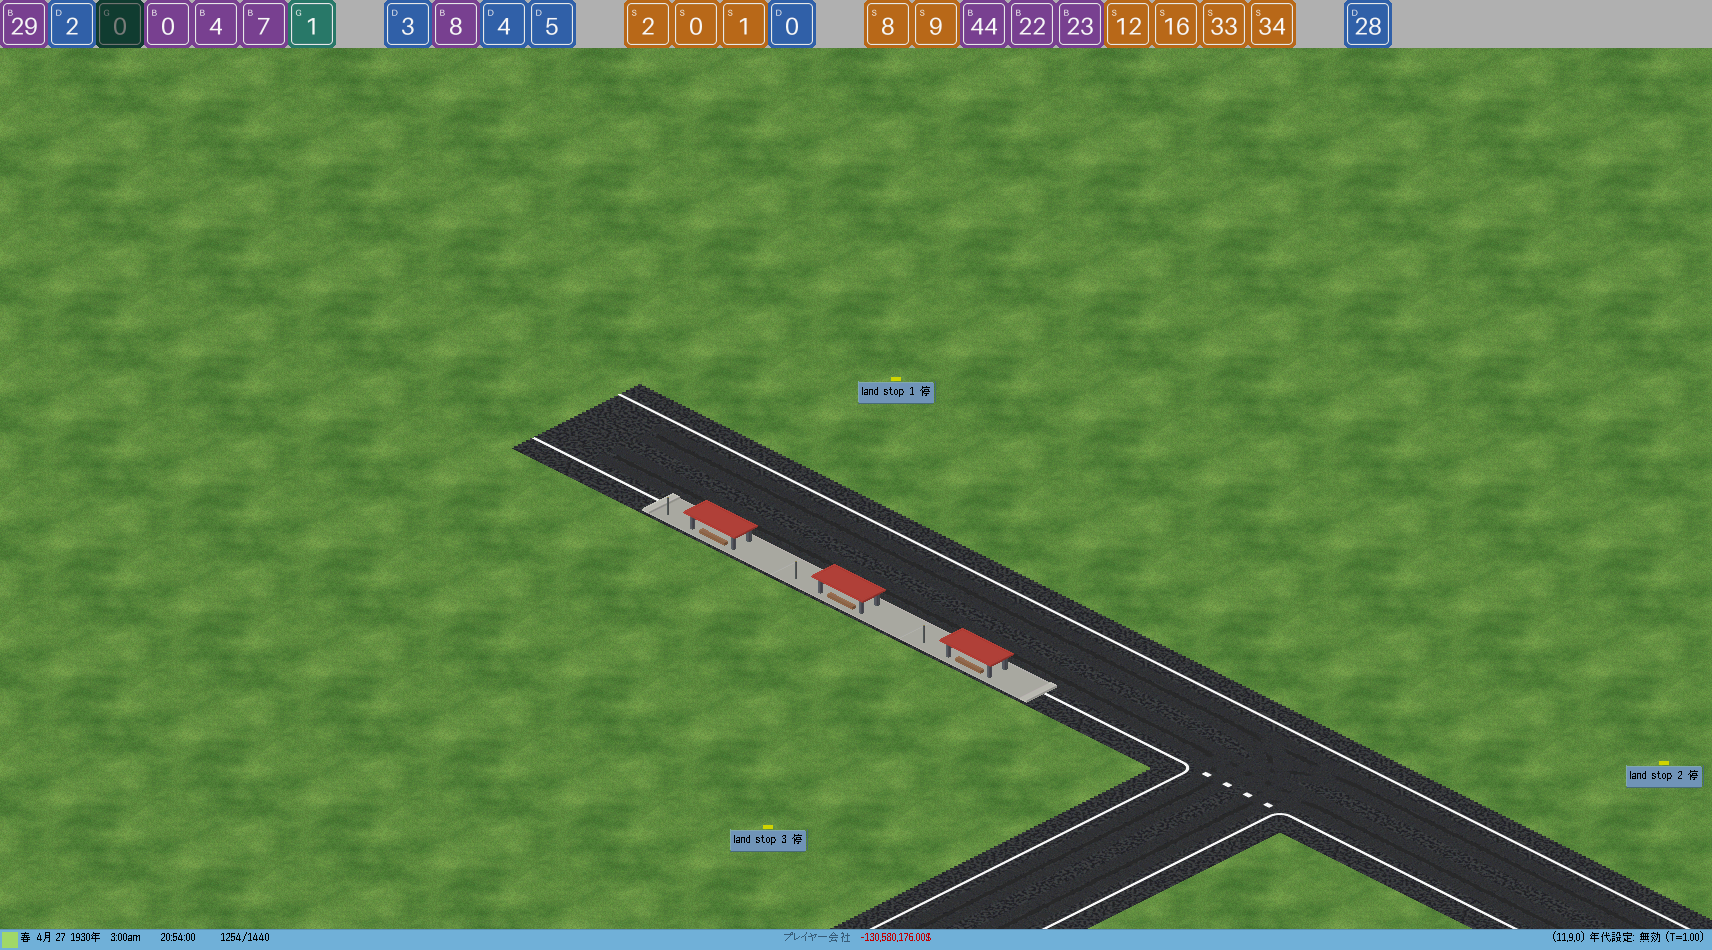 B 29 D 2 G 0 B 0 B 4 B 7 G 1 D 3 B 8 D 4 D 5 S 2 S 0 S 1 D 0 S 8 S 9 B 44 B 22 B 23 S 12 S 16 S 33 S 34 D 28
land stop 1 停
land stop 2 停
land stop 3 停
春 4月 27 1930年 3:00am 20:54:00 1254/1440 プレイヤー会社 -130,580,176.00$ (11,9,0) 年代設定: 無効 (T=1.00)